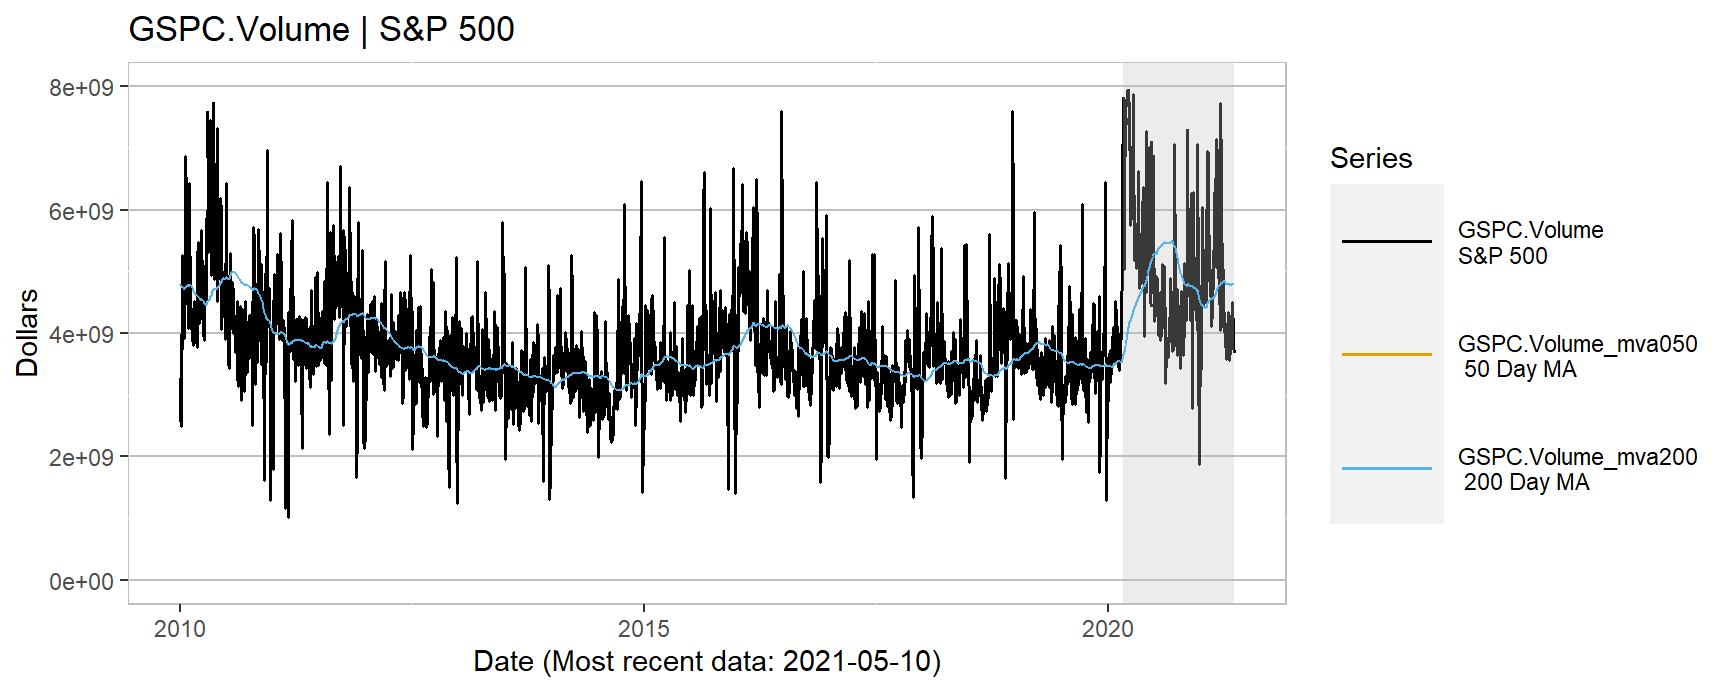 GSPC.Volume | S&P 500
Dollars
8e+09
6e+09
4e+09
2e+09
0e+00
2010
2015
2020
Date (Most recent data: 2021-05-10)
Series
GSPC.Volume
S&P 500
GSPC.Volume_mva050
50 Day MA
GSPC.Volume_mva200
200 Day MA